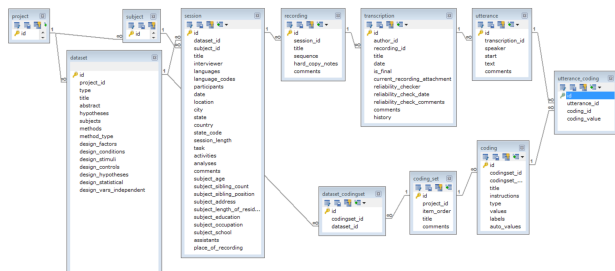 project
id
subject
id
session
id
dataset_id
subject_id
title
interviewer
languages
language_codes
participants
date
location
city
state
country
state_code
session_length
task
activities
analyses
comments
subject_age
subject_sibling_count
subject_sibling_position
subject_address
subject_length_of_resid...
subject_education
subject_occupation
subject_school
assistants
place_of_recording
recording
id
session_id
title
sequence
hard_copy_notes
comments
transcription
id
author_id
recording_id
title
date
is_final
current_recording_attachment
reliability_checker
reliability_check_date
reliability_check_comments
comments
history
utterance
id
transcription_id
speaker
start
text
comments
utterance_coding
id
utterance_id
coding_id
coding_value
dataset
id
project_id
type
title
abstract
hypotheses
subjects
methods
method_type
design_factors
design_conditions
design_stimuli
design_controls
design_hypotheses
design_statistical
design_vars_independent
dataset_codingset
id
codingset_id
dataset_id
coding_set
id
project_id
item_order
title
comments
coding
id
codingset_id
codingset_...
title
instructions
type
values
labels
auto_values